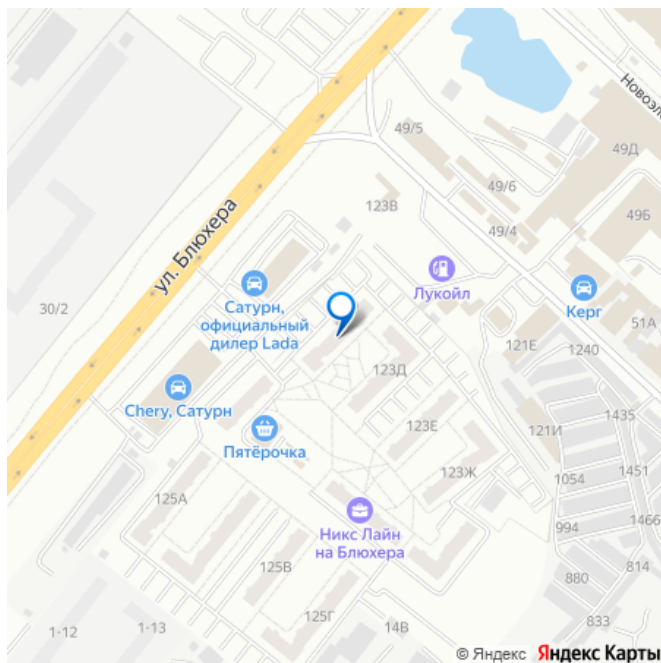 49/5
Новоэл
49Д
49/6
123В
49Б
49/4
ул. Блюхера
Лукойл
30/2
Сатурн,
официальный
дилер Lada
Керг
51А
121Е
1240
123Д
Chery, Сатурн
1435
123Е
121И
Пятёрочка
1451
123Ж
1054
125А
1466
994
Никс Лайн
на Блюхера
125В
880
814
125Г
833
14В
1-12
1-13
© Яндекс Яндекс Карты